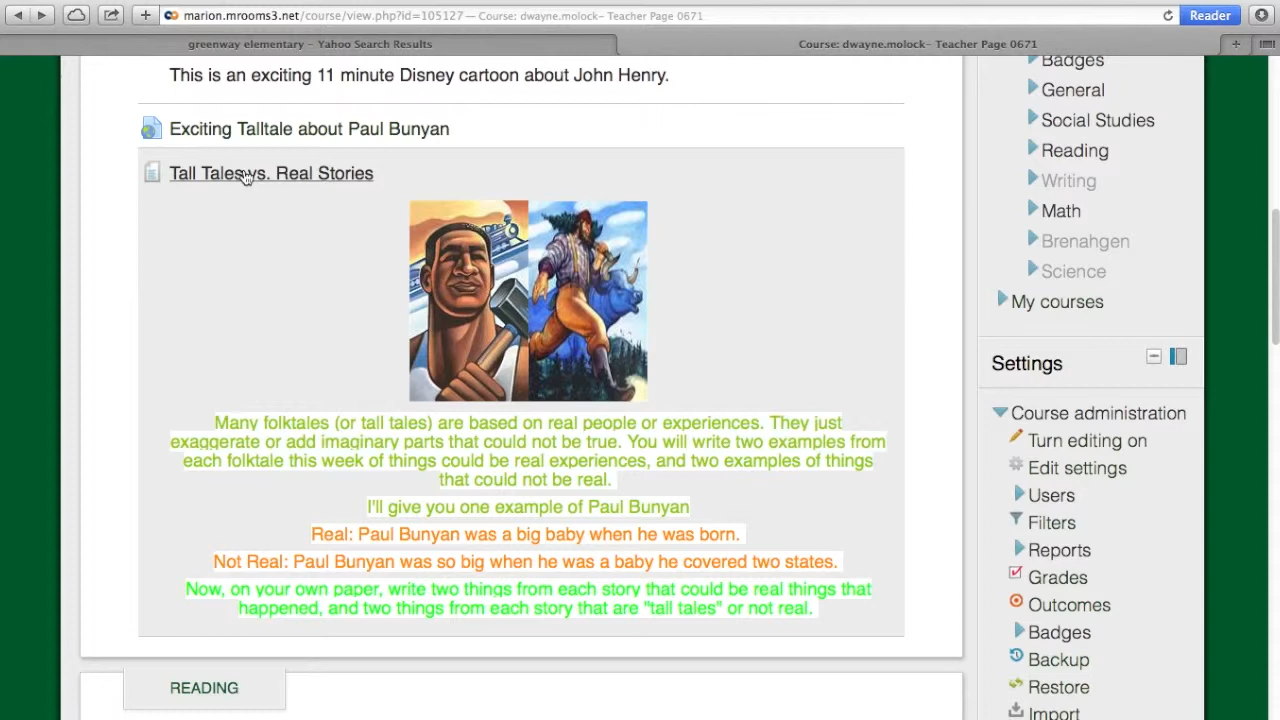 marion.mrooms3.net/course/view.php?id=105127 — Course: dwayne.molock- Teacher Page 0671
Reader
greenway elementary - Yahoo Search Results
Course: dwayne.molock- Teacher Page 0671
This is an exciting 11 minute Disney cartoon about John Henry.
Exciting Talltale about Paul Bunyan
Tall Tales vs. Real Stories
Many folktales (or tall tales) are based on real people or experiences. They just
exaggerate or add imaginary parts that could not be true. You will write two examples from
each folktale this week of things could be real experiences, and two examples of things
that could not be real.
I'll give you one example of Paul Bunyan
Real: Paul Bunyan was a big baby when he was born.
Not Real: Paul Bunyan was so big when he was a baby he covered two states.
Now, on your own paper, write two things from each story that could be real things that
happened, and two things from each story that are "tall tales" or not real.
READING
Badges
General
Social Studies
Reading
Writing
Math
Brenahgen
Science
My courses
Settings
Course administration
Turn editing on
Edit settings
Users
Filters
Reports
Grades
Outcomes
Badges
Backup
Restore
Import